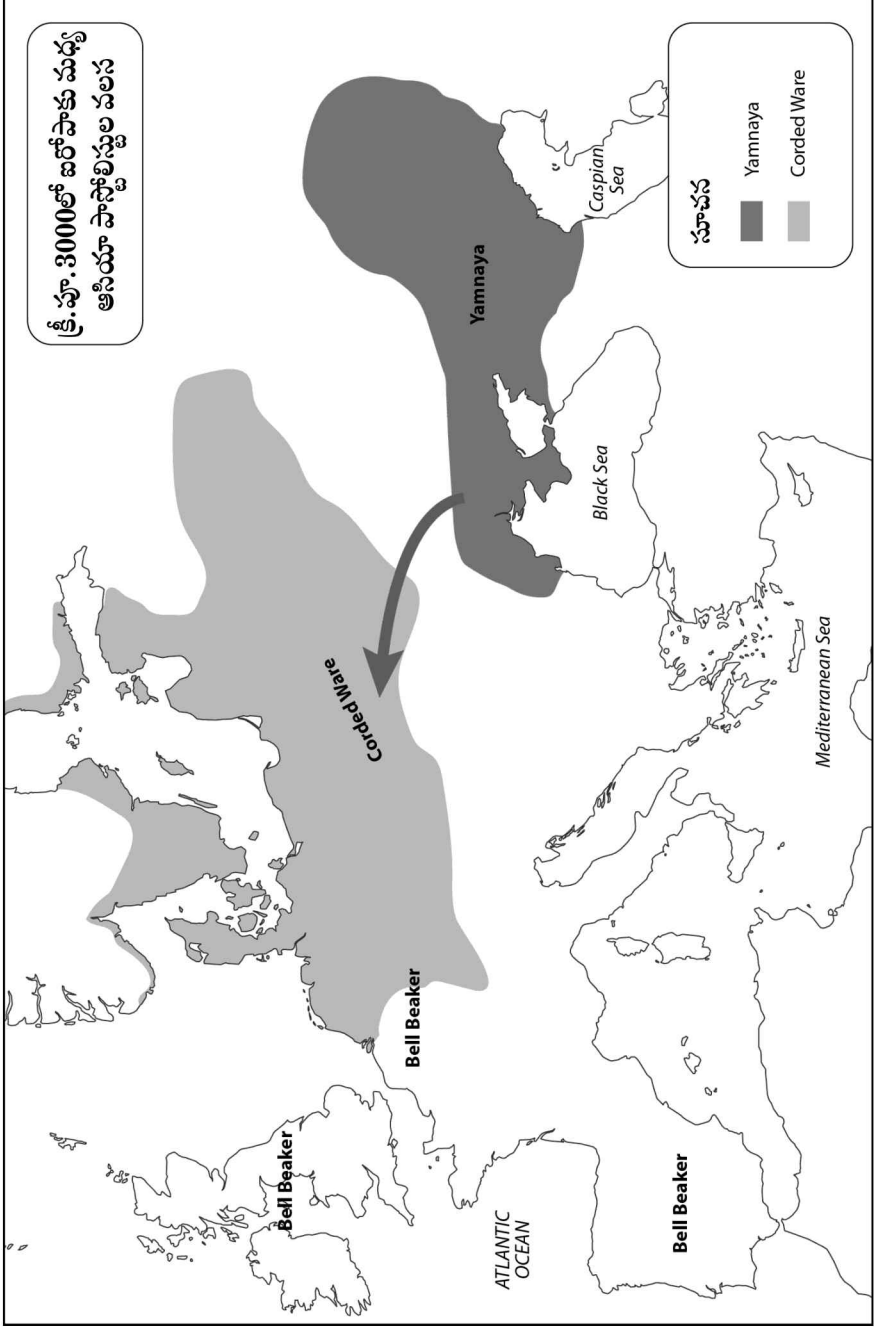 క్రీ.పూ.3000లో ఐరోపాకు మధ్య
ఆసియా పాస్టోలిస్టుల వలస
Yamnaya
Caspian
Sea
Black Sea
Corded Ware
Mediterranean Sea
Bell Beaker
Bell Beaker
Bell Beaker
ATLANTIC
OCEAN
సూచన
Yamnaya
Corded Ware